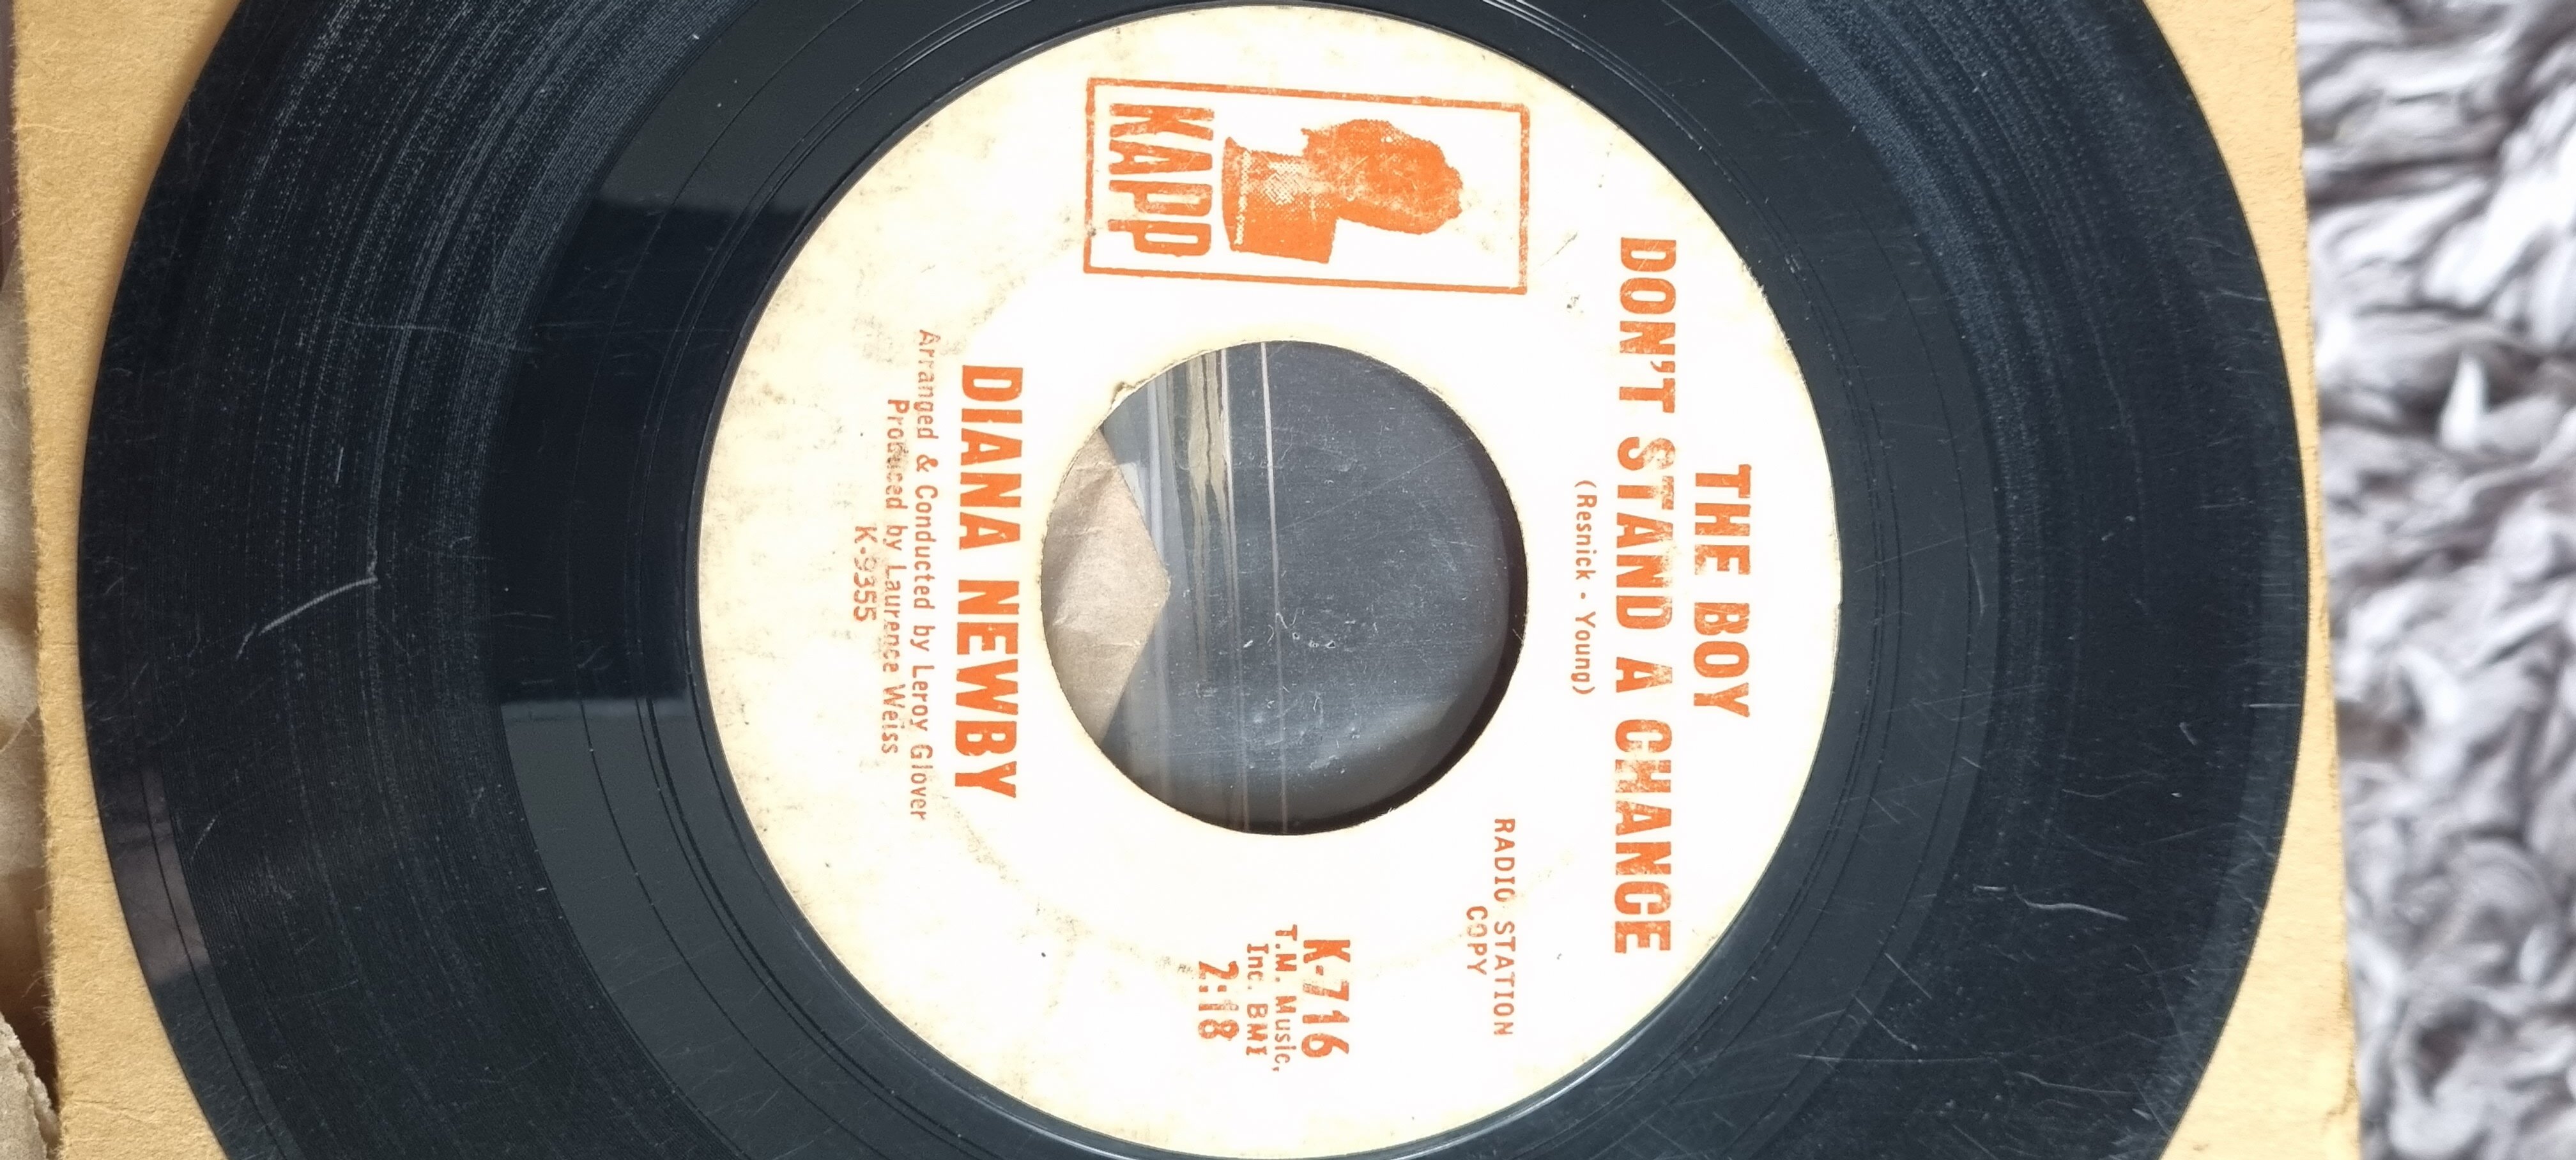 KAPP
THE BOY
DON'T STAND A CHANCE
(Resnick - Young)
RADIO STATION
COPY
K-716
T.M. Music,
Inc. BMI
2:18
DIANA NEWBY
Arranged & Conducted by Leroy Glover
Produced by Laurence Weiss
K-9355